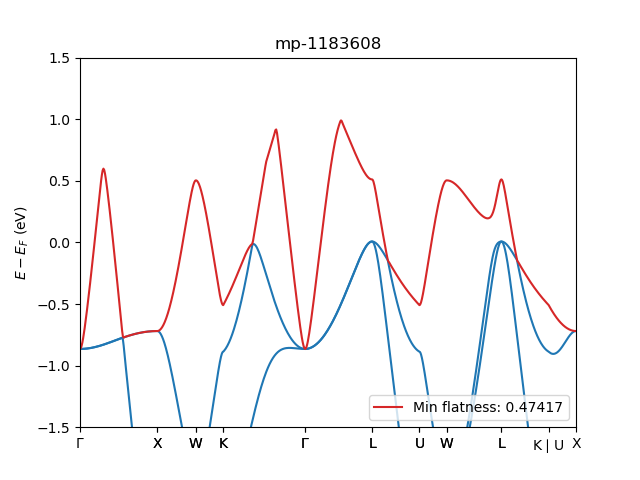 mp-1183608
E − E_F (eV)
1.5
1.0
0.5
0.0
−0.5
−1.0
−1.5
Min flatness: 0.47417
Γ X W K Γ L U W L K | U X